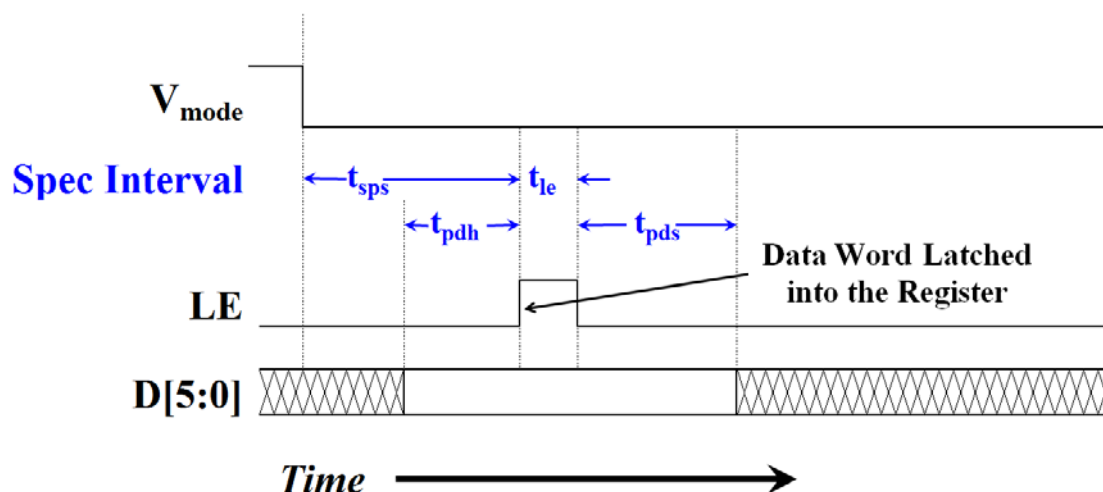 Vmode
Spec Interval
tsps
tle
tpdh
tpds
Data Word Latched
into the Register
LE
D[5:0]
Time